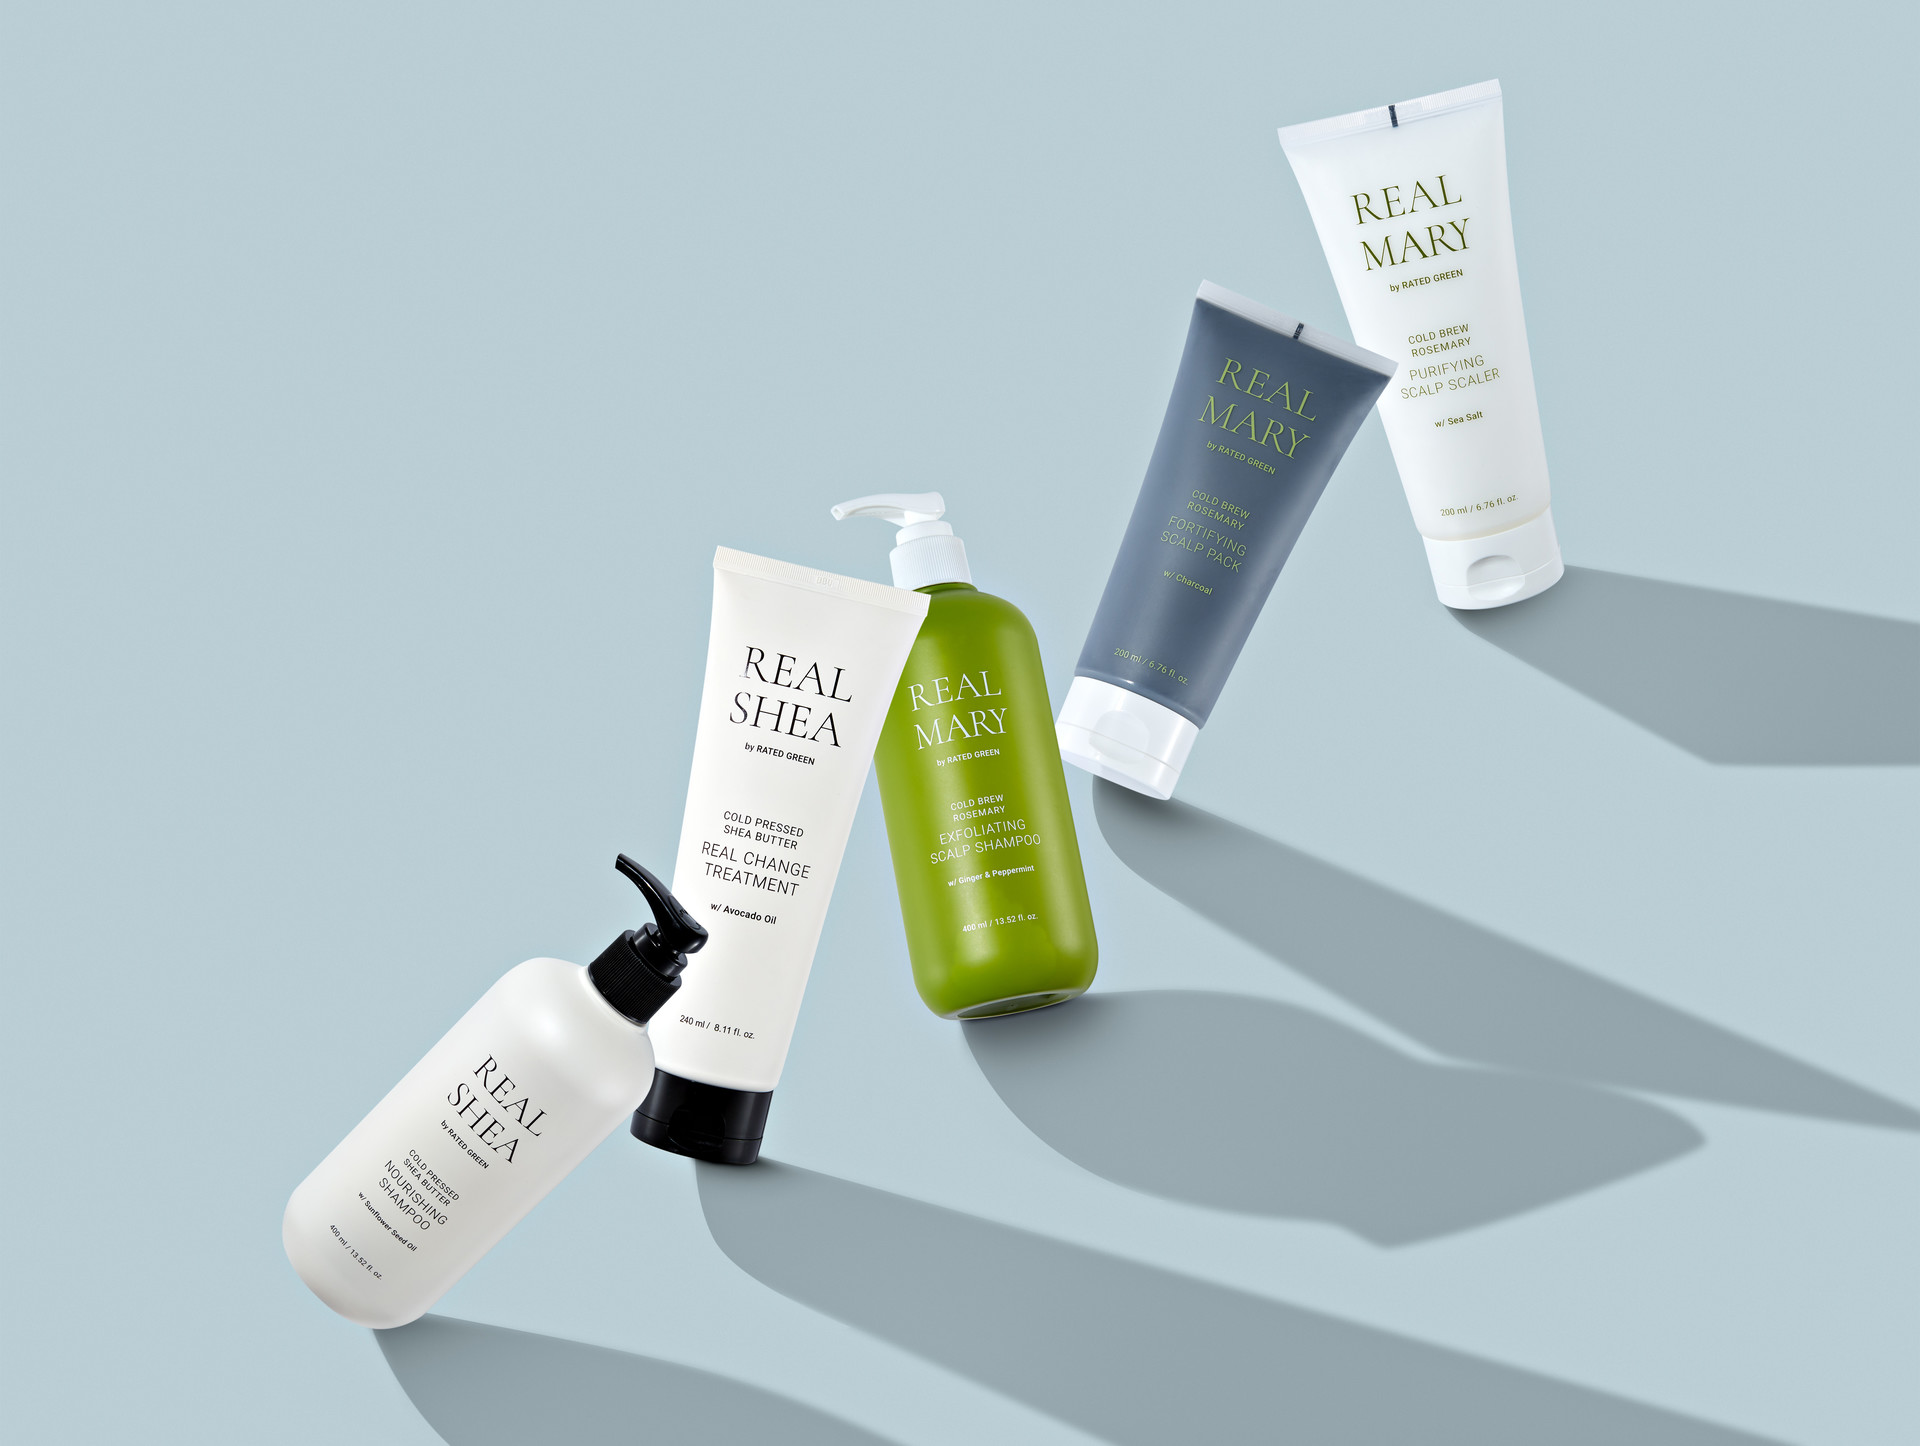 REAL
SHEA
by RATED GREEN
COLD PRESSED
SHEA BUTTER
NOURISHING
SHAMPOO
w/ Sunflower Seed Oil
400 ml / 13.52 fl. oz.
REAL
SHEA
by RATED GREEN
COLD PRESSED
SHEA BUTTER
REAL CHANGE
TREATMENT
w/ Avocado Oil
240 ml / 8.11 fl. oz.
REAL
MARY
by RATED GREEN
COLD BREW
ROSEMARY
EXFOLIATING
SCALP SHAMPOO
w/ Ginger & Peppermint
400 ml / 13.52 fl. oz.
REAL
MARY
by RATED GREEN
COLD BREW
ROSEMARY
FORTIFYING
SCALP PACK
w/ Charcoal
200 ml / 6.76 fl. oz.
REAL
MARY
by RATED GREEN
COLD BREW
ROSEMARY
PURIFYING
SCALP SCALER
w/ Sea Salt
200 ml / 6.76 fl. oz.